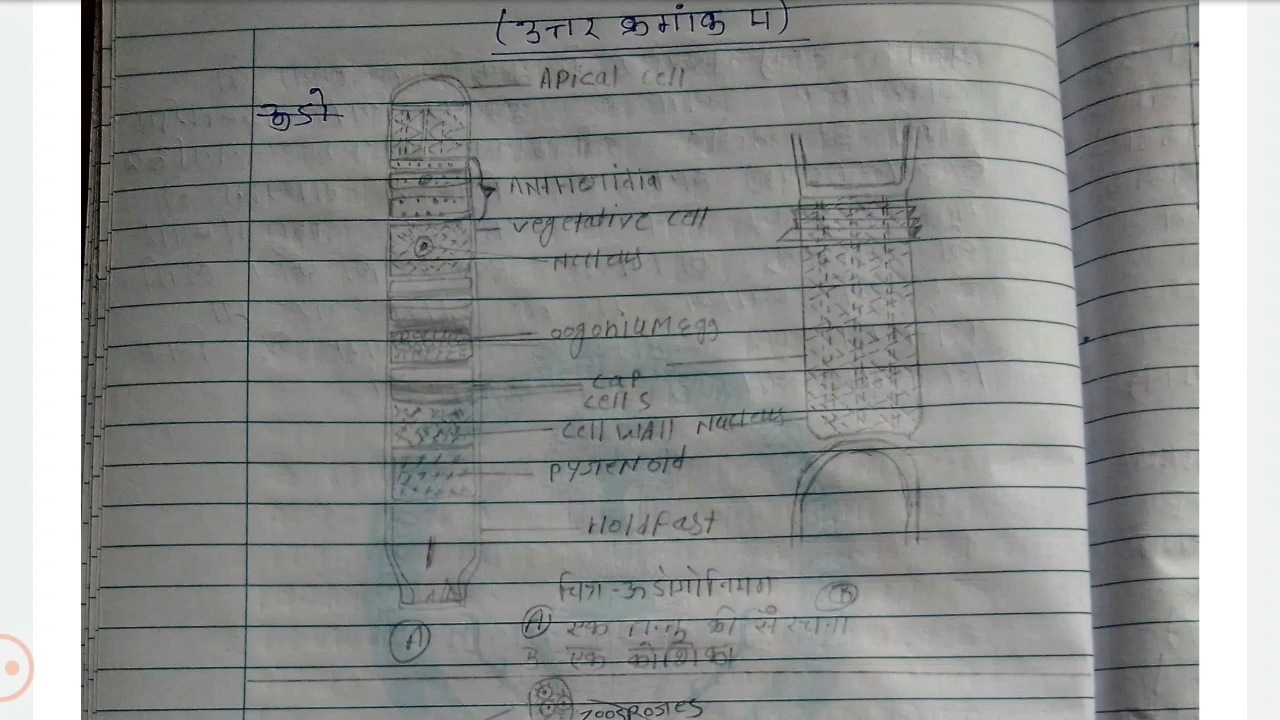 (उत्तर क्रमांक 4)
Apical cell
Antheridia
vegetative cell
Nucleus
oogonium Egg
cap
cells
cell wall Nucleus
pyrenoid
Holdfast
चित्र-ऊडोगोनियम
B
A एक तन्तु की संरचना
A
व एक कोशिका
zoospores